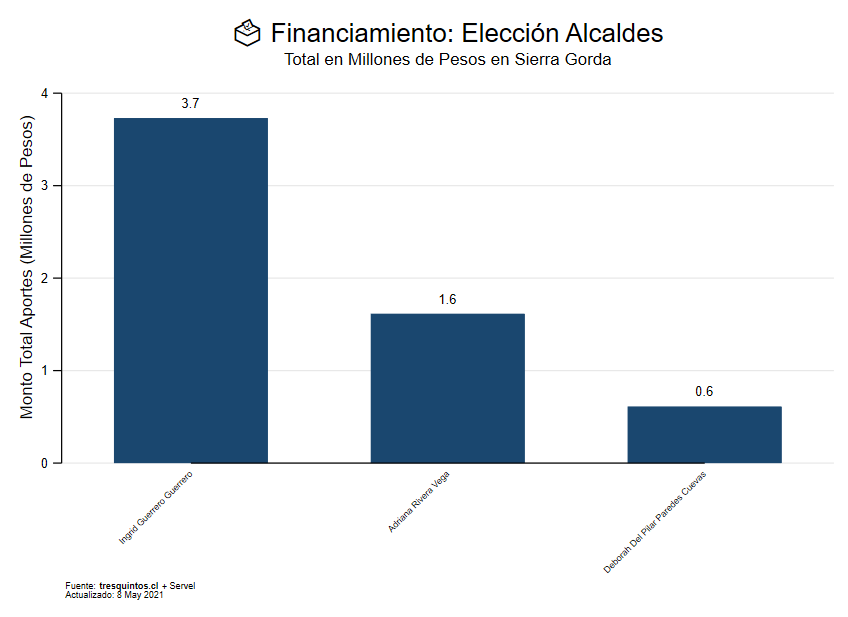 Financiamiento: Elección Alcaldes
Total en Millones de Pesos en Sierra Gorda
Monto Total Aportes (Millones de Pesos)
4
3
2
1
0
3.7
1.6
0.6
Ingrid Guerrero Guerrero
Adriana Rivera Vega
Deborah Del Pilar Paredes Cuevas
Fuente: tresquintos.cl + Servel
Actualizado: 8 May 2021